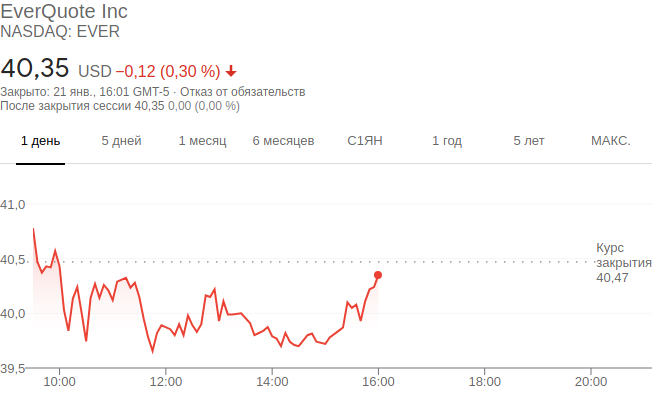 EverQuote Inc
NASDAQ: EVER
40,35 USD −0,12 (0,30 %)
Закрыто: 21 янв., 16:01 GMT-5 · Отказ от обязательств
После закрытия сессии 40,35 0,00 (0,00 %)
1 день 5 дней 1 месяц 6 месяцев С1ЯН 1 год 5 лет МАКС.
41,0
40,5
40,0
39,5
Курс
закрытия
40,47
10:00 12:00 14:00 16:00 18:00 20:00